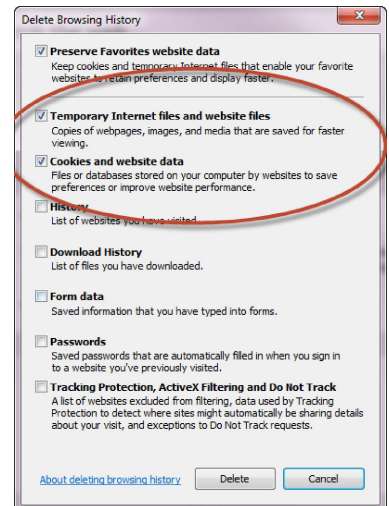 Delete Browsing History
Preserve Favorites website data
Keep cookies and temporary Internet files that enable your favorite
websites to retain preferences and display faster.
Temporary Internet files and website files
Copies of webpages, images, and media that are saved for faster
viewing.
Cookies and website data
Files or databases stored on your computer by websites to save
preferences or improve website performance.
History
List of websites you have visited.
Download History
List of files you have downloaded.
Form data
Saved information that you have typed into forms.
Passwords
Saved passwords that are automatically filled in when you sign in
to a website you've previously visited.
Tracking Protection, ActiveX Filtering and Do Not Track
A list of websites excluded from filtering, data used by Tracking
Protection to detect where sites might automatically be sharing details
about your visit, and exceptions to Do Not Track requests.
About deleting browsing history
Delete
Cancel